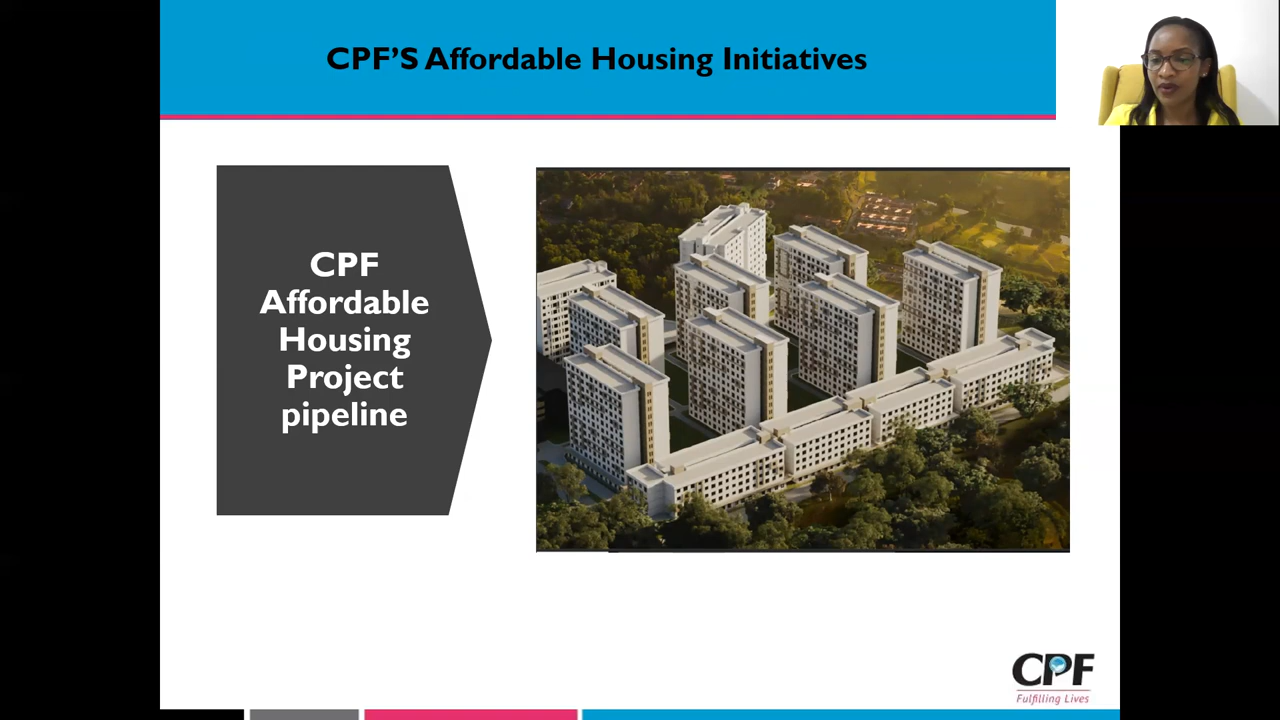 CPF'S Affordable Housing Initiatives
CPF
Affordable
Housing
Project
pipeline
CPF
Fulfilling Lives